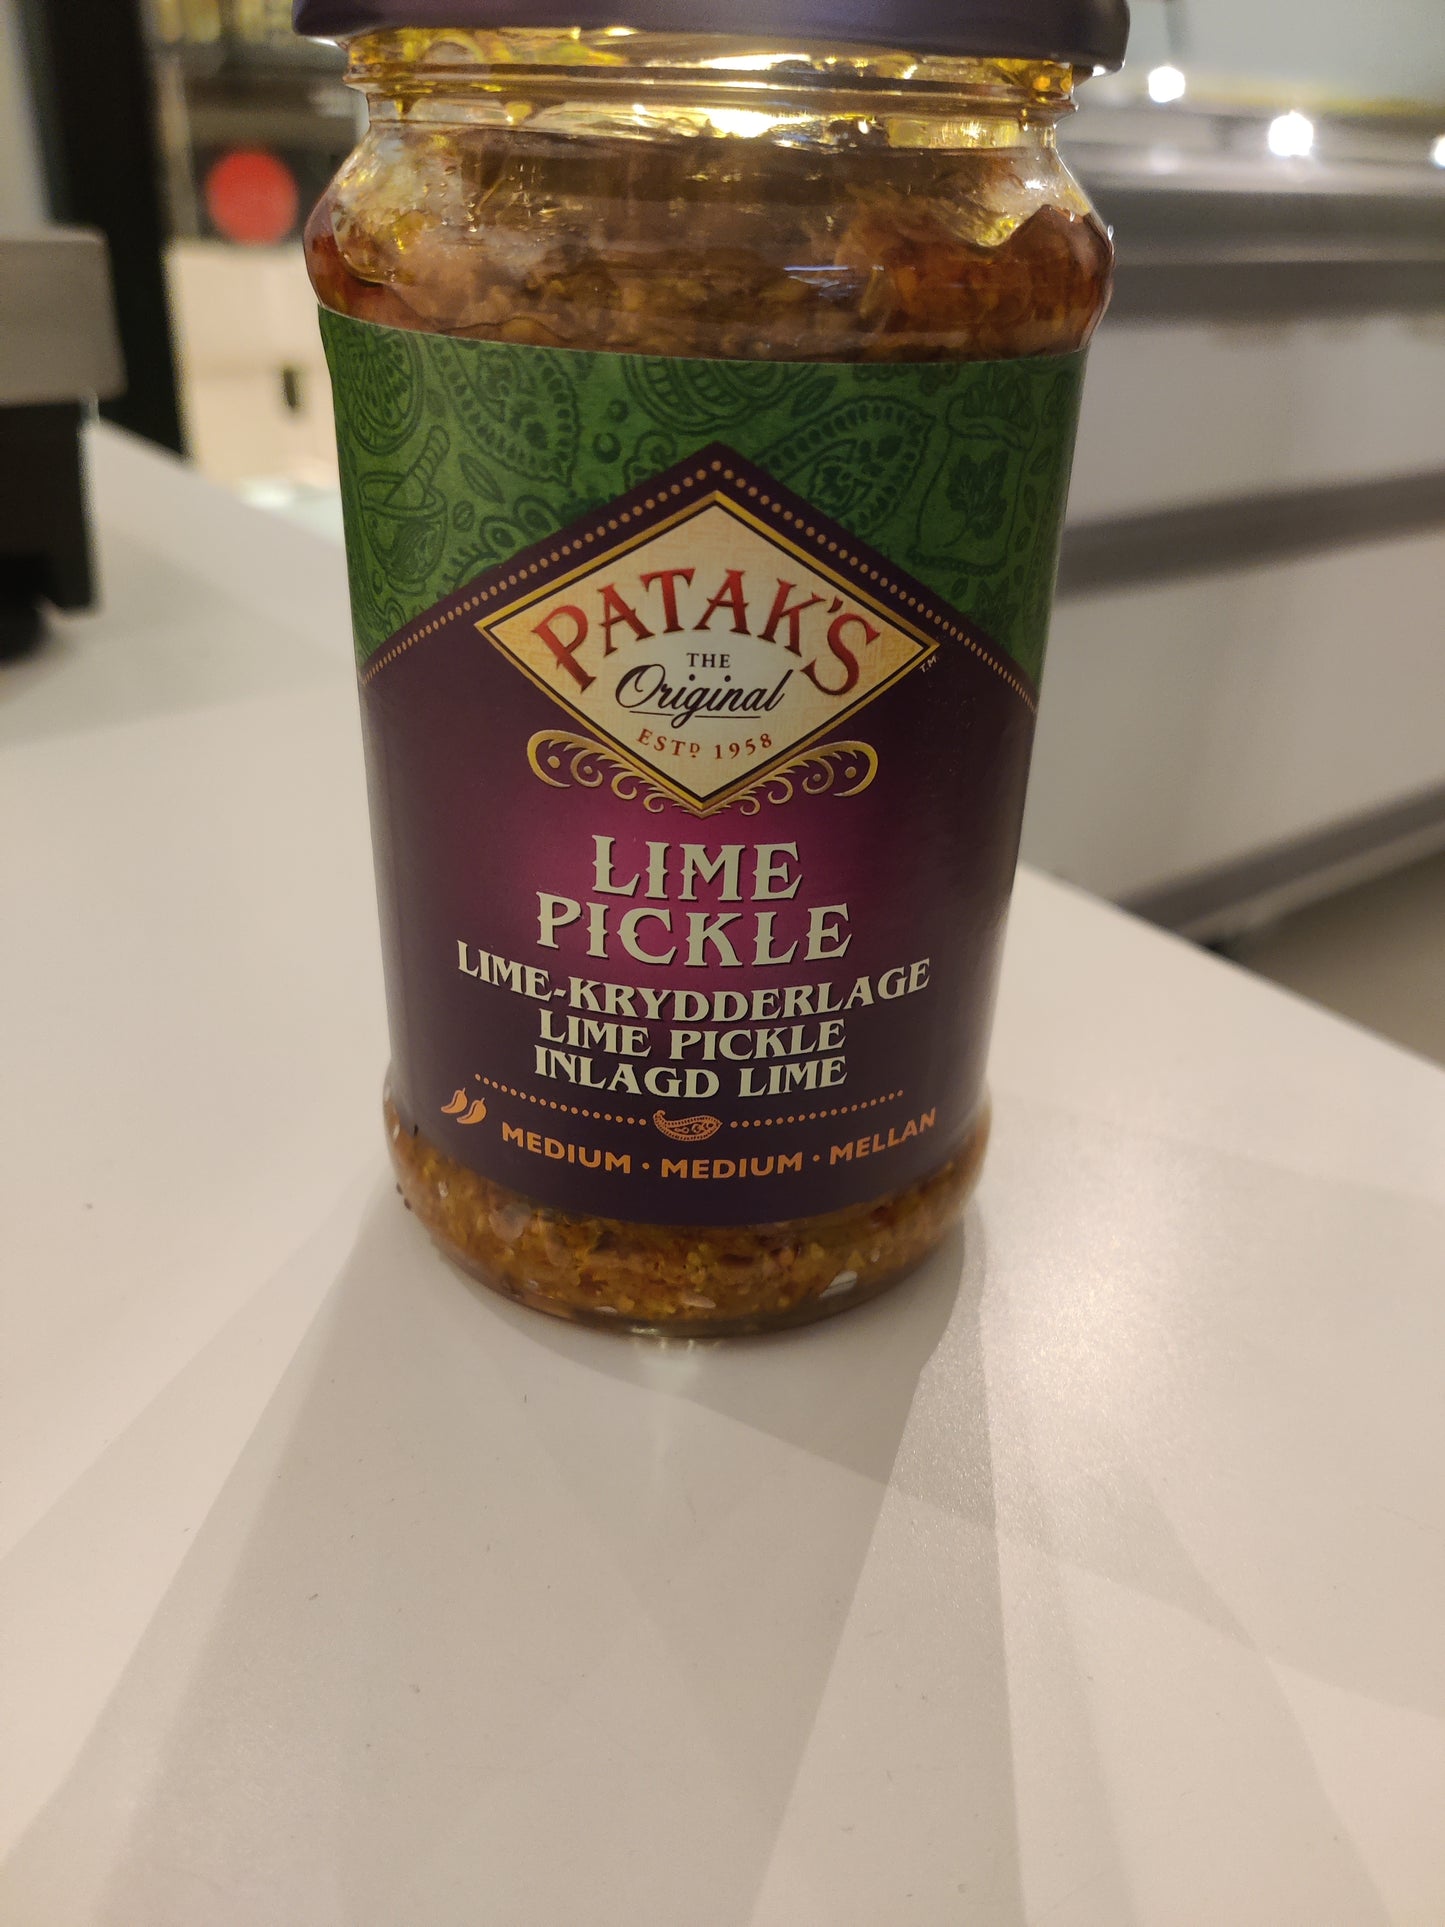 PATAK'S
T.M.
THE
Original
ESTD 1958
LIME
PICKLE
LIME-KRYDDERLAGE
LIME PICKLE
INLAGD LIME
MEDIUM · MEDIUM · MELLAN